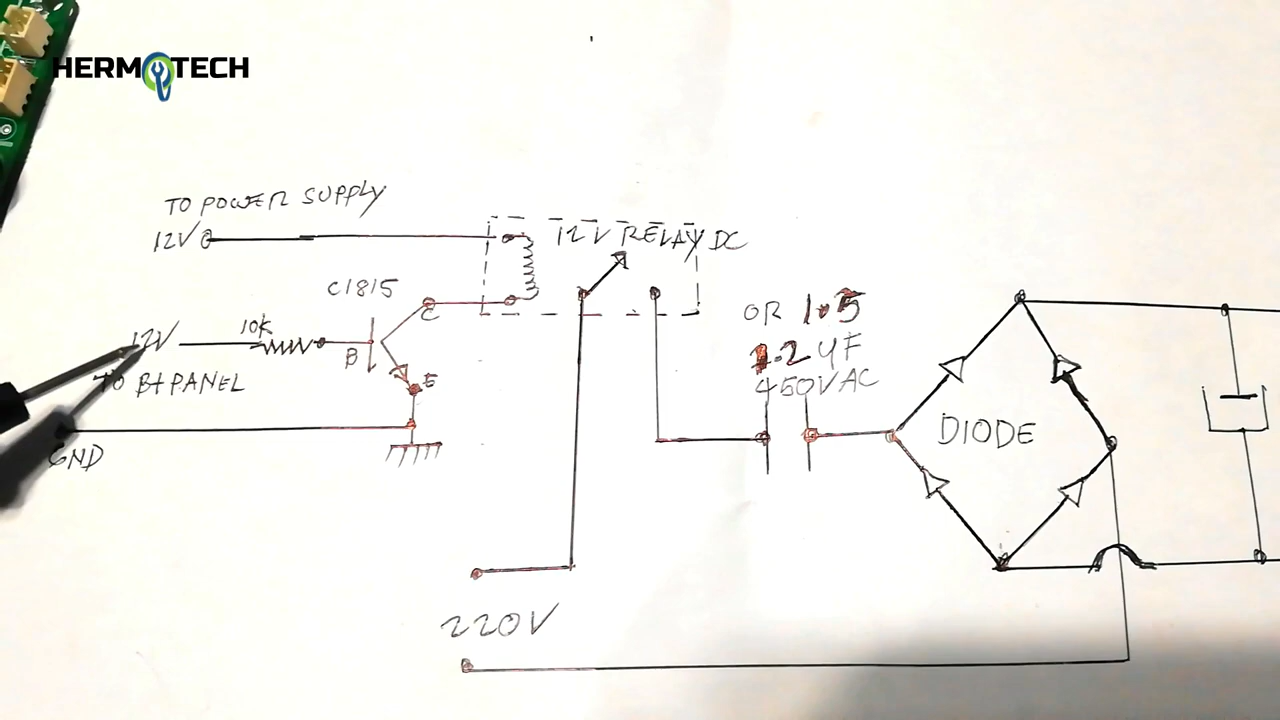 HERMOTECH
TO POWER SUPPLY
12V
12V RELAY DC
C1815
C
12V
10K
B
E
TO B+PANEL
GND
OR 1.5
1.2 UF
450VAC
DIODE
220V